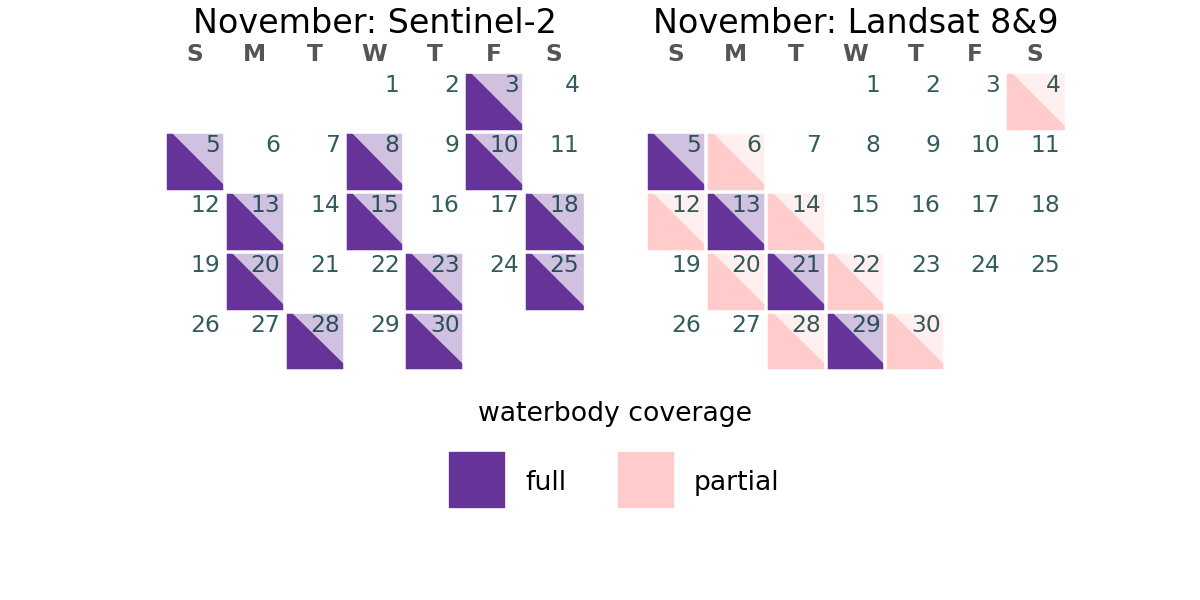 November: Sentinel-2
S M T W T F S
1 2 3 4
5 6 7 8 9 10 11
12 13 14 15 16 17 18
19 20 21 22 23 24 25
26 27 28 29 30
November: Landsat 8&9
S M T W T F S
1 2 3 4
5 6 7 8 9 10 11
12 13 14 15 16 17 18
19 20 21 22 23 24 25
26 27 28 29 30
waterbody coverage
full
partial